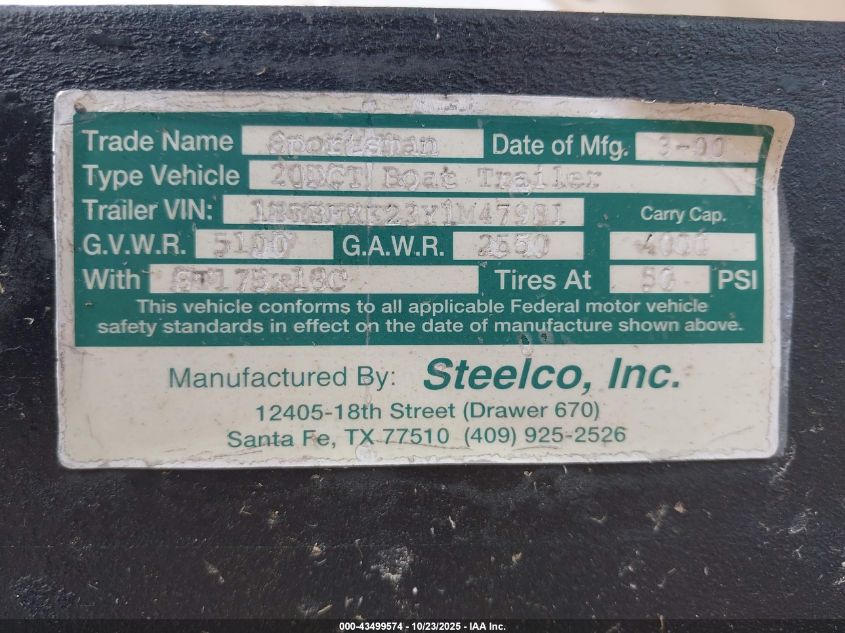 Trade Name Sportsman Date of Mfg. 3-00
Type Vehicle 20DGT Boat Trailer
Trailer VIN: Carry Cap.
G.V.W.R. 5100 G.A.W.R. 2550 4000
With Tires At 50 PSI
This vehicle conforms to all applicable Federal motor vehicle
safety standards in effect on the date of manufacture shown above.
Manufactured By: Steelco, Inc.
12405-18th Street (Drawer 670)
Santa Fe, TX 77510 (409) 925-2526
000-43499574 - 10/23/2025 - IAA Inc.